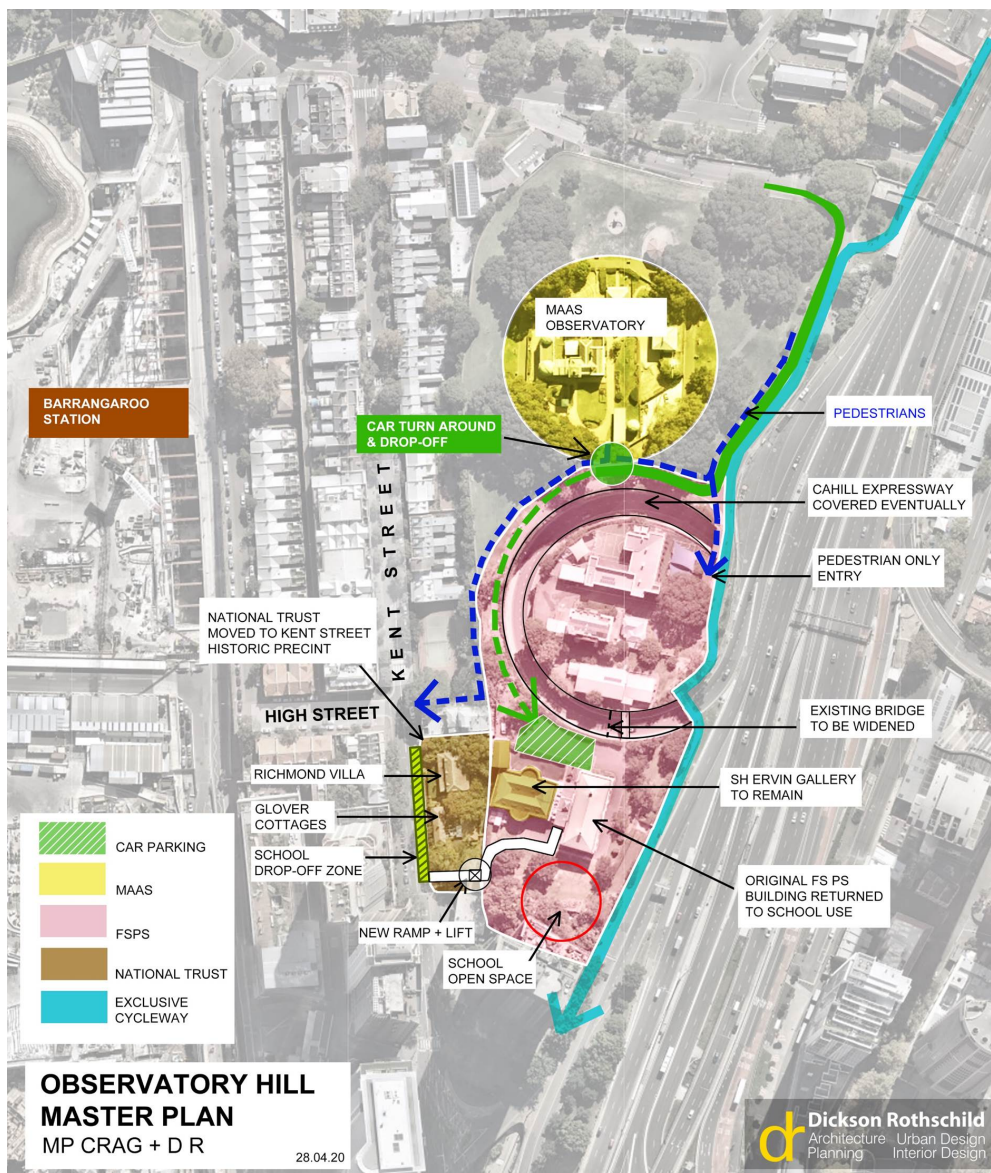 MAAS
OBSERVATORY
BARRANGAROO
STATION
CAR TURN AROUND
& DROP-OFF
PEDESTRIANS
KENT STREET
CAHILL EXPRESSWAY
COVERED EVENTUALLY
PEDESTRIAN ONLY
ENTRY
NATIONAL TRUST
MOVED TO KENT STREET
HISTORIC PRECINT
HIGH STREET
EXISTING BRIDGE
TO BE WIDENED
RICHMOND VILLA
SH ERVIN GALLERY
TO REMAIN
GLOVER
COTTAGES
SCHOOL
DROP-OFF ZONE
ORIGINAL FS PS
BUILDING RETURNED
TO SCHOOL USE
NEW RAMP + LIFT
SCHOOL
OPEN SPACE
CAR PARKING
MAAS
FSPS
NATIONAL TRUST
EXCLUSIVE
CYCLEWAY
OBSERVATORY HILL
MASTER PLAN
MP CRAG + D R
28.04.20
dr Dickson Rothschild
Architecture Urban Design
Planning Interior Design